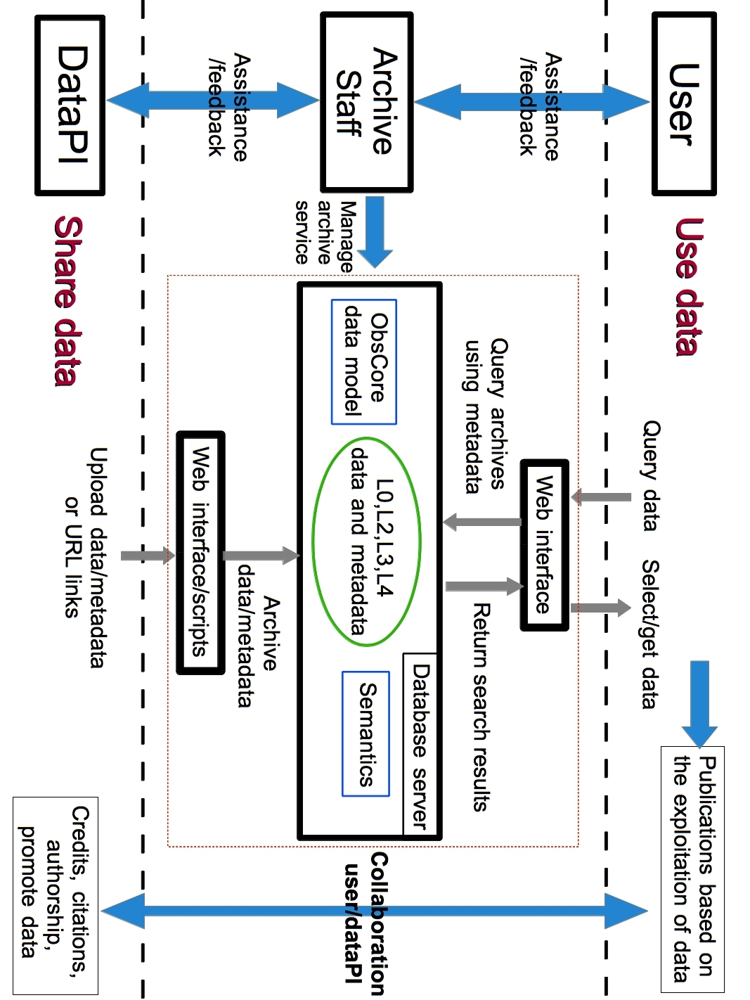 User
Use data
Query data
Select/get data
Publications based on
the exploitation of data
Assistance
/feedback
Web interface
Query archives
using metadata
Return search results
Archive
Staff
Manage
archive
service
Database server
ObsCore
data model
L0,L2,L3,L4
data and metadata
Semantics
Collaboration
user/dataPI
Assistance
/feedback
Archive
data/metadata
Web interface/scripts
DataPI
Share data
Upload data/metadata
or URL links
Credits, citations,
authorship,
promote data